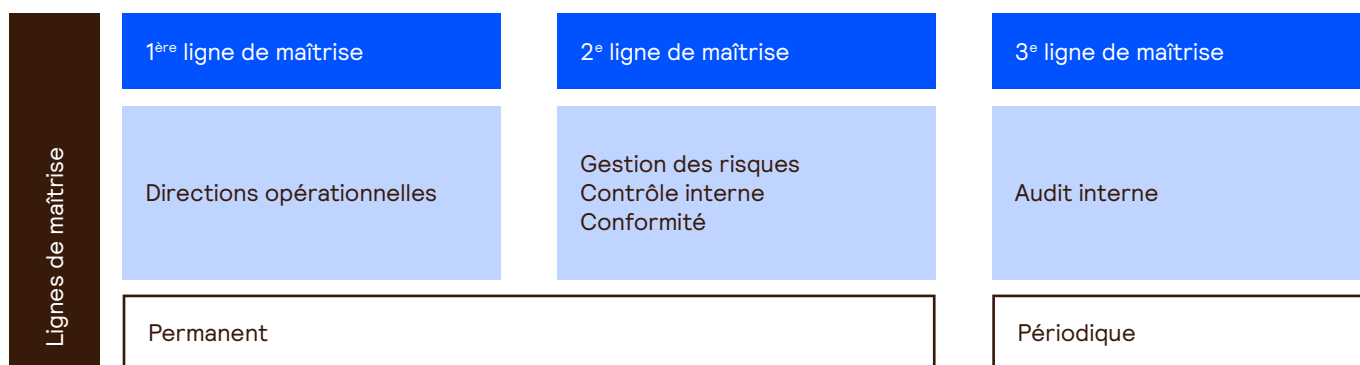 Lignes de maîtrise
1ère ligne de maîtrise
2e ligne de maîtrise
3e ligne de maîtrise
Directions opérationnelles
Gestion des risques
Contrôle interne
Conformité
Audit interne
Permanent
Périodique